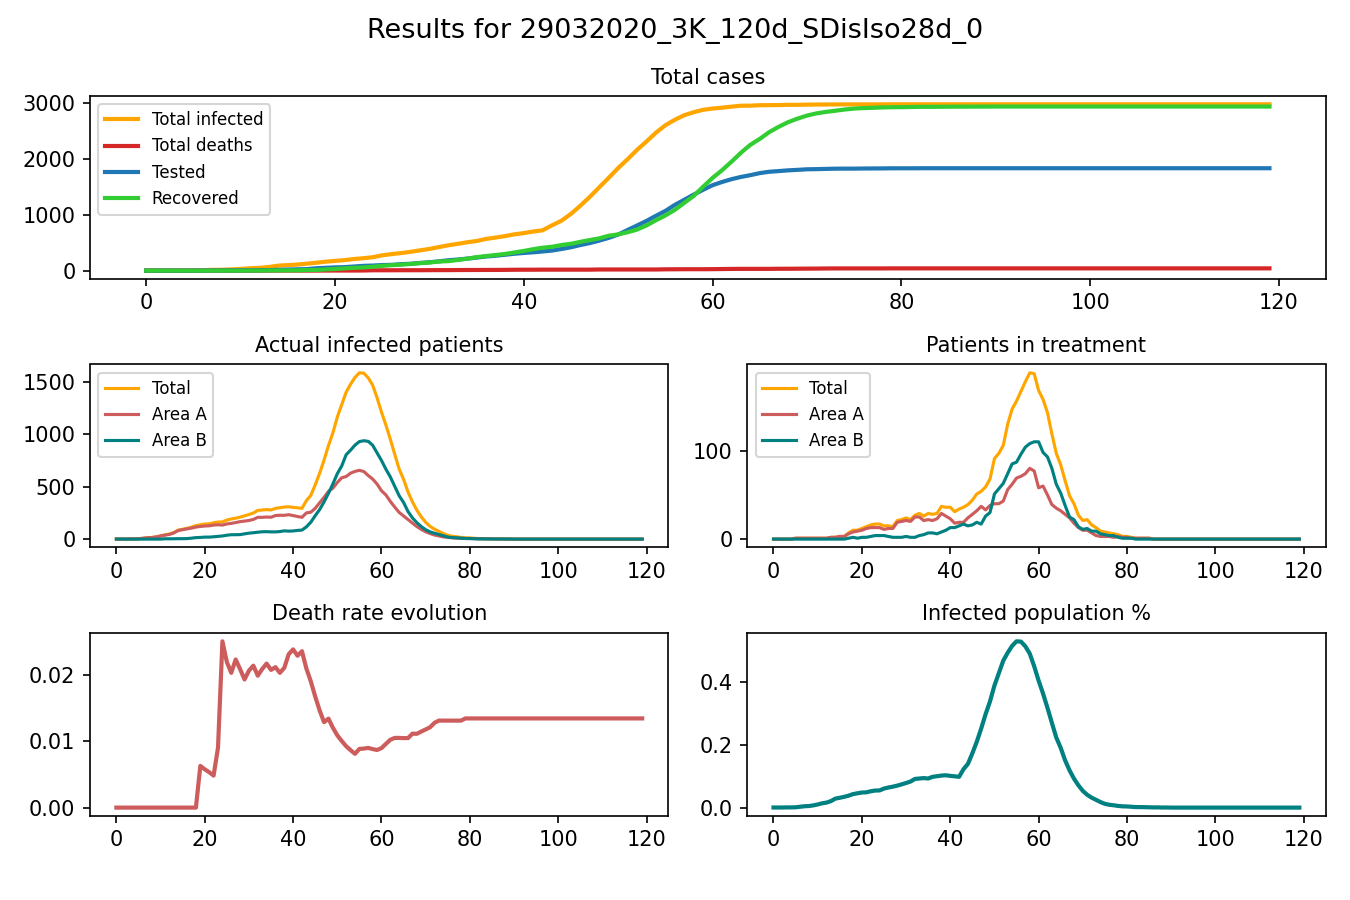 Results for 29032020_3K_120d_SDisIso28d_0
Total cases
3000
2000
1000
0
Total infected
Total deaths
Tested
Recovered
0 20 40 60 80 100 120
Actual infected patients
1500
1000
500
0
Total
Area A
Area B
0 20 40 60 80 100 120
Patients in treatment
100
0
Total
Area A
Area B
0 20 40 60 80 100 120
Death rate evolution
0.02
0.01
0.00
0 20 40 60 80 100 120
Infected population %
0.4
0.2
0.0
0 20 40 60 80 100 120